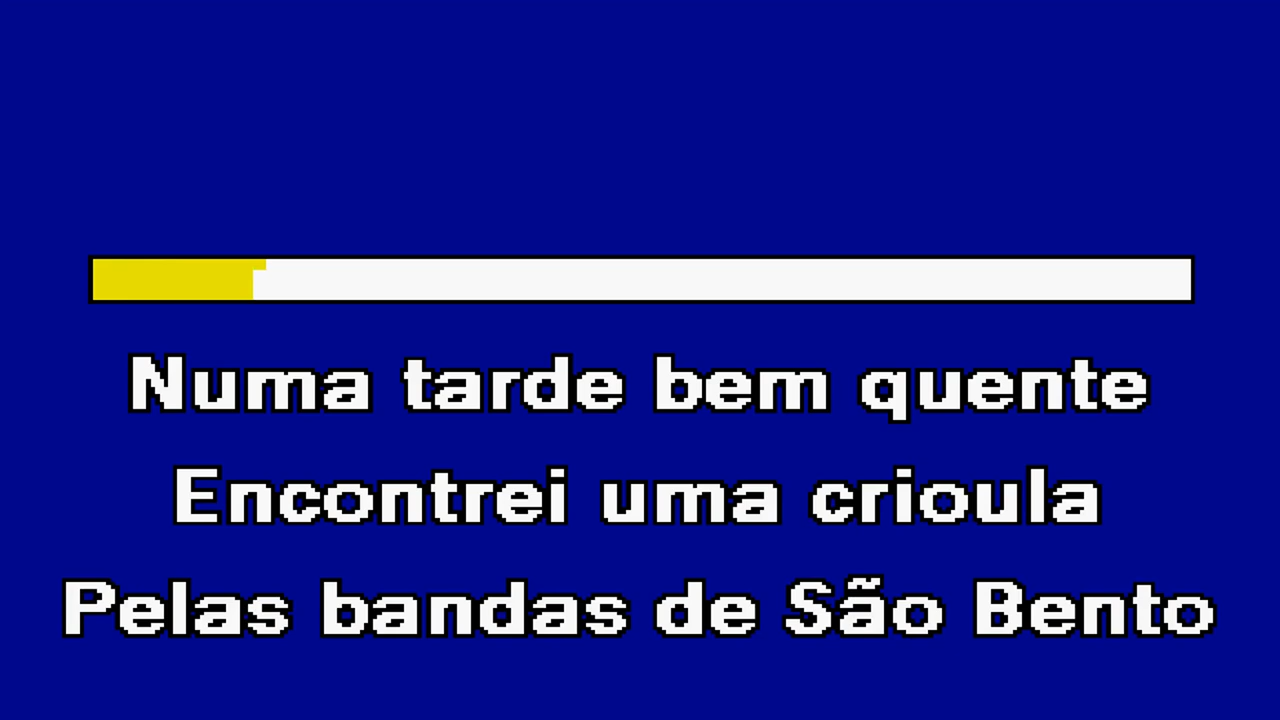 Numa tarde bem quente
Encontrei uma crioula
Pelas bandas de São Bento